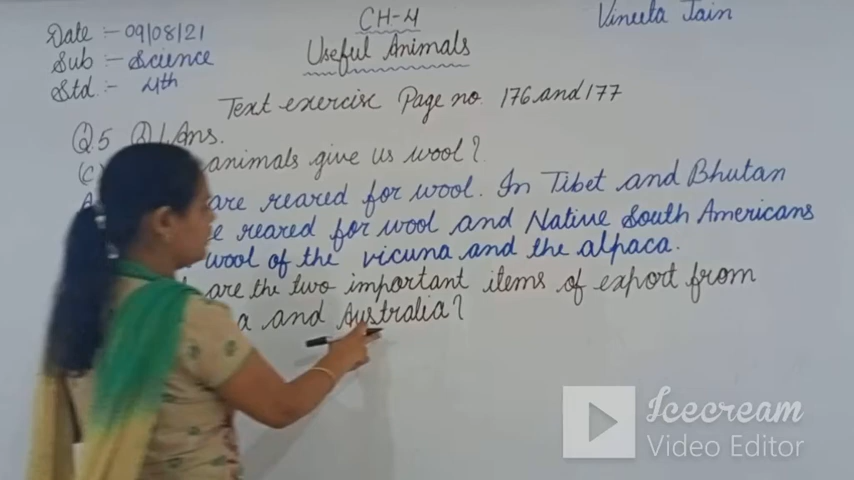 Date :- 09/08/21
Sub :- Science
Std :- 4th
CH-4
Useful Animals
Vineeta Jain
Text exercise Page no. 176 and 177
Q5 Q1 Ans.
(c) animals give us wool?
are reared for wool. In Tibet and Bhutan
reared for wool and Native South Americans
wool of the vicuna and the alpaca.
are the two important items of export from
a and Australia?
Icecream
Video Editor